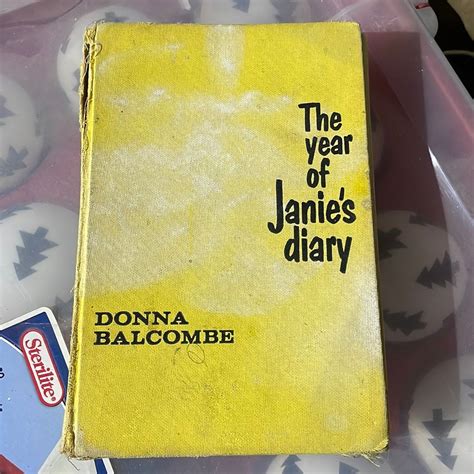 The
year
of
Janie's
diary
DONNA
BALCOMBE
Sterilite®